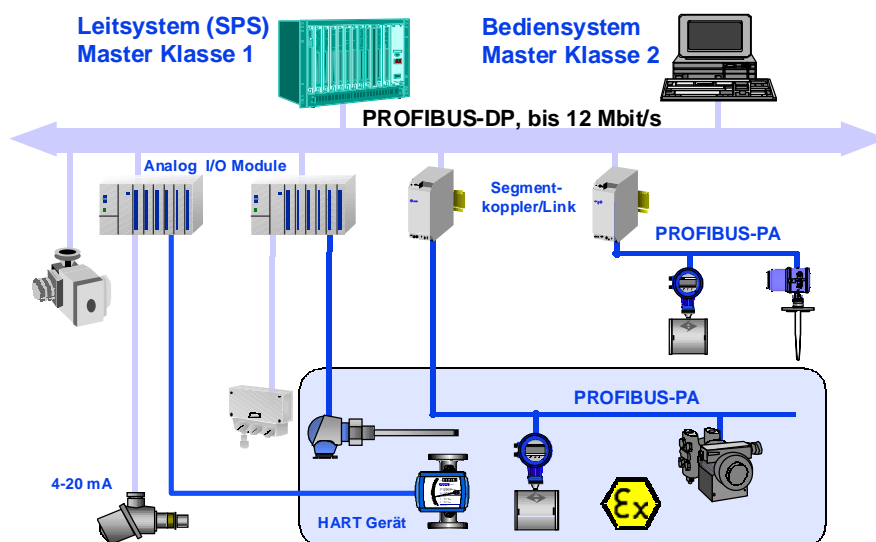 Leitsystem (SPS)
Master Klasse 1
Bediensystem
Master Klasse 2
PROFIBUS-DP, bis 12 Mbit/s
Analog I/O Module
Segment-
koppler/Link
PROFIBUS-PA
PROFIBUS-PA
4-20 mA
HART Gerät
Ex